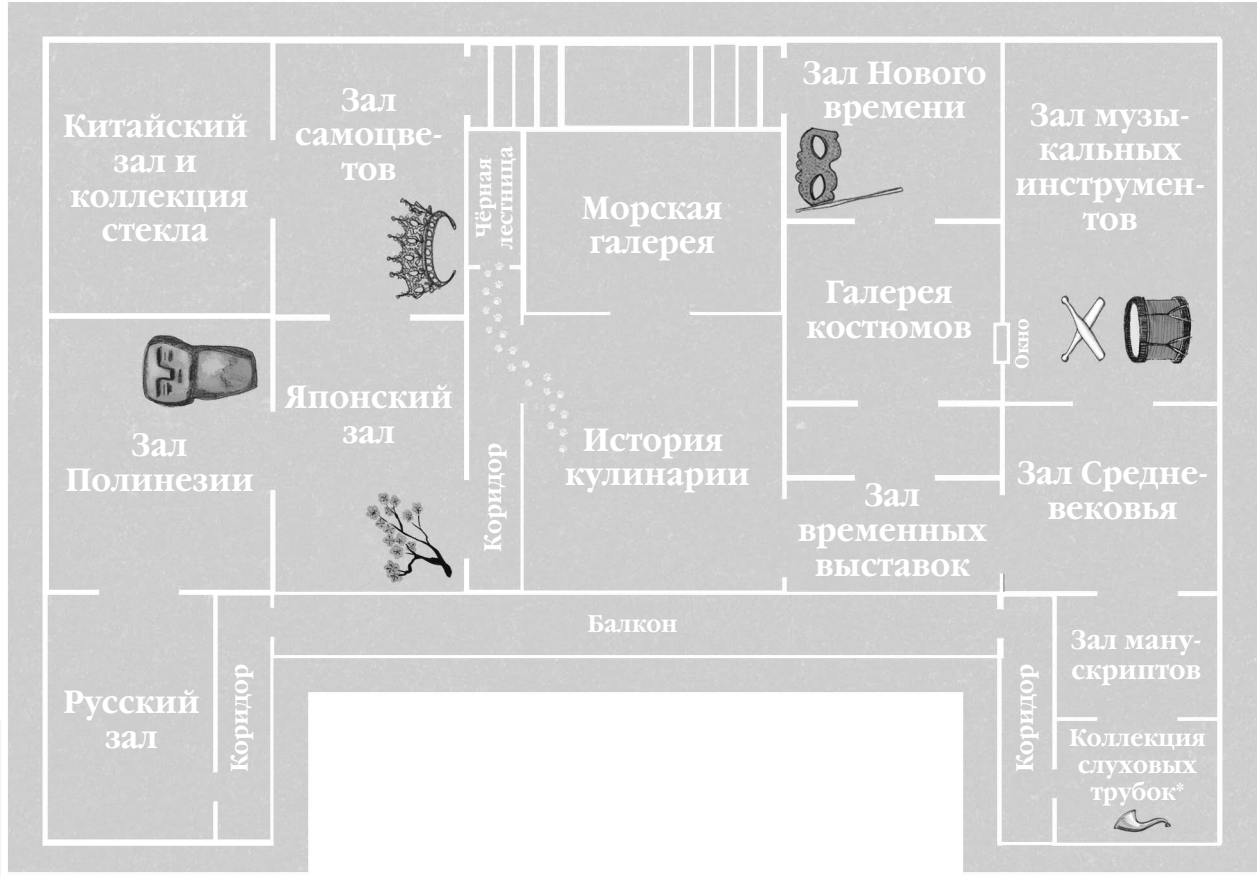 Китайский
зал и
коллекция
стекла
Зал
самоцве-
тов
Чёрная
лестница
Морская
галерея
Зал Нового
времени
Зал музы-
кальных
инструмен-
тов
Галерея
костюмов
Окно
Зал
Полинезии
Японский
зал
Коридор
История
кулинарии
Зал
временных
выставок
Зал Средне-
вековья
Балкон
Русский
зал
Коридор
Коридор
Зал ману-
скриптов
Коллекция
слуховых
трубок*